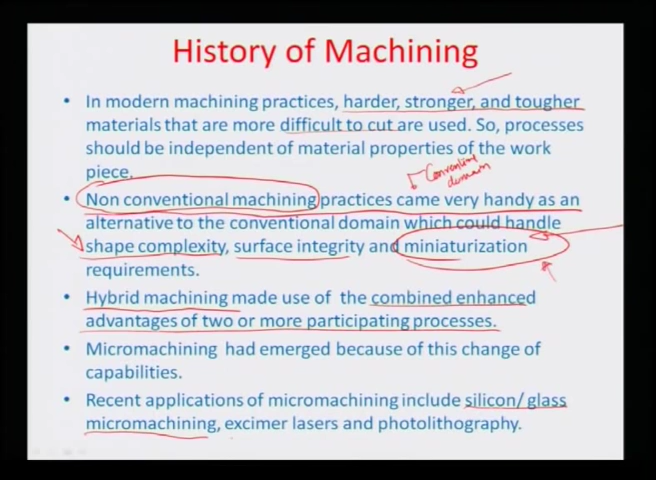 History of Machining
• In modern machining practices, harder, stronger, and tougher
materials that are more difficult to cut are used. So, processes
should be independent of material properties of the work
piece.
Conventional
domain
• Non conventional machining practices came very handy as an
alternative to the conventional domain which could handle
shape complexity, surface integrity and miniaturization
requirements.
• Hybrid machining made use of the combined enhanced
advantages of two or more participating processes.
• Micromachining had emerged because of this change of
capabilities.
• Recent applications of micromachining include silicon/ glass
micromachining, excimer lasers and photolithography.